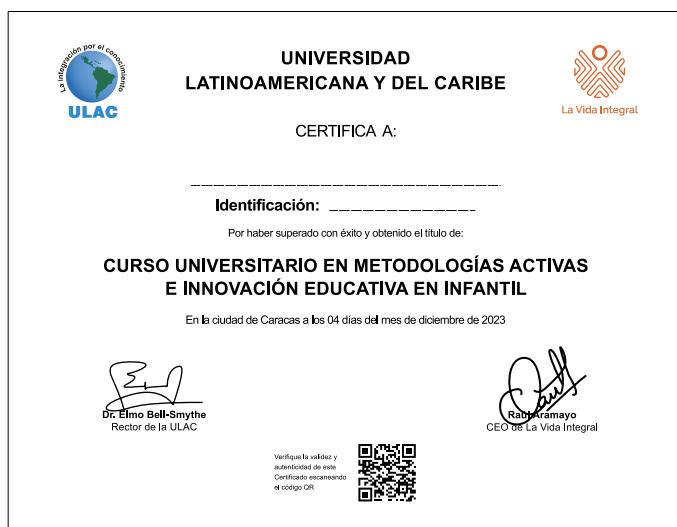 La integración por el conocimiento
ULAC
UNIVERSIDAD
LATINOAMERICANA Y DEL CARIBE
La Vida Integral
CERTIFICA A:
Identificación:
Por haber superado con éxito y obtenido el título de:
CURSO UNIVERSITARIO EN METODOLOGÍAS ACTIVAS
E INNOVACIÓN EDUCATIVA EN INFANTIL
En la ciudad de Caracas a los 04 días del mes de diciembre de 2023
Dr. Elmo Bell-Smythe
Rector de la ULAC
Raúl Aramayo
CEO de La Vida Integral
Verifique la validez y
autenticidad de este
Certificado escaneando
el código QR